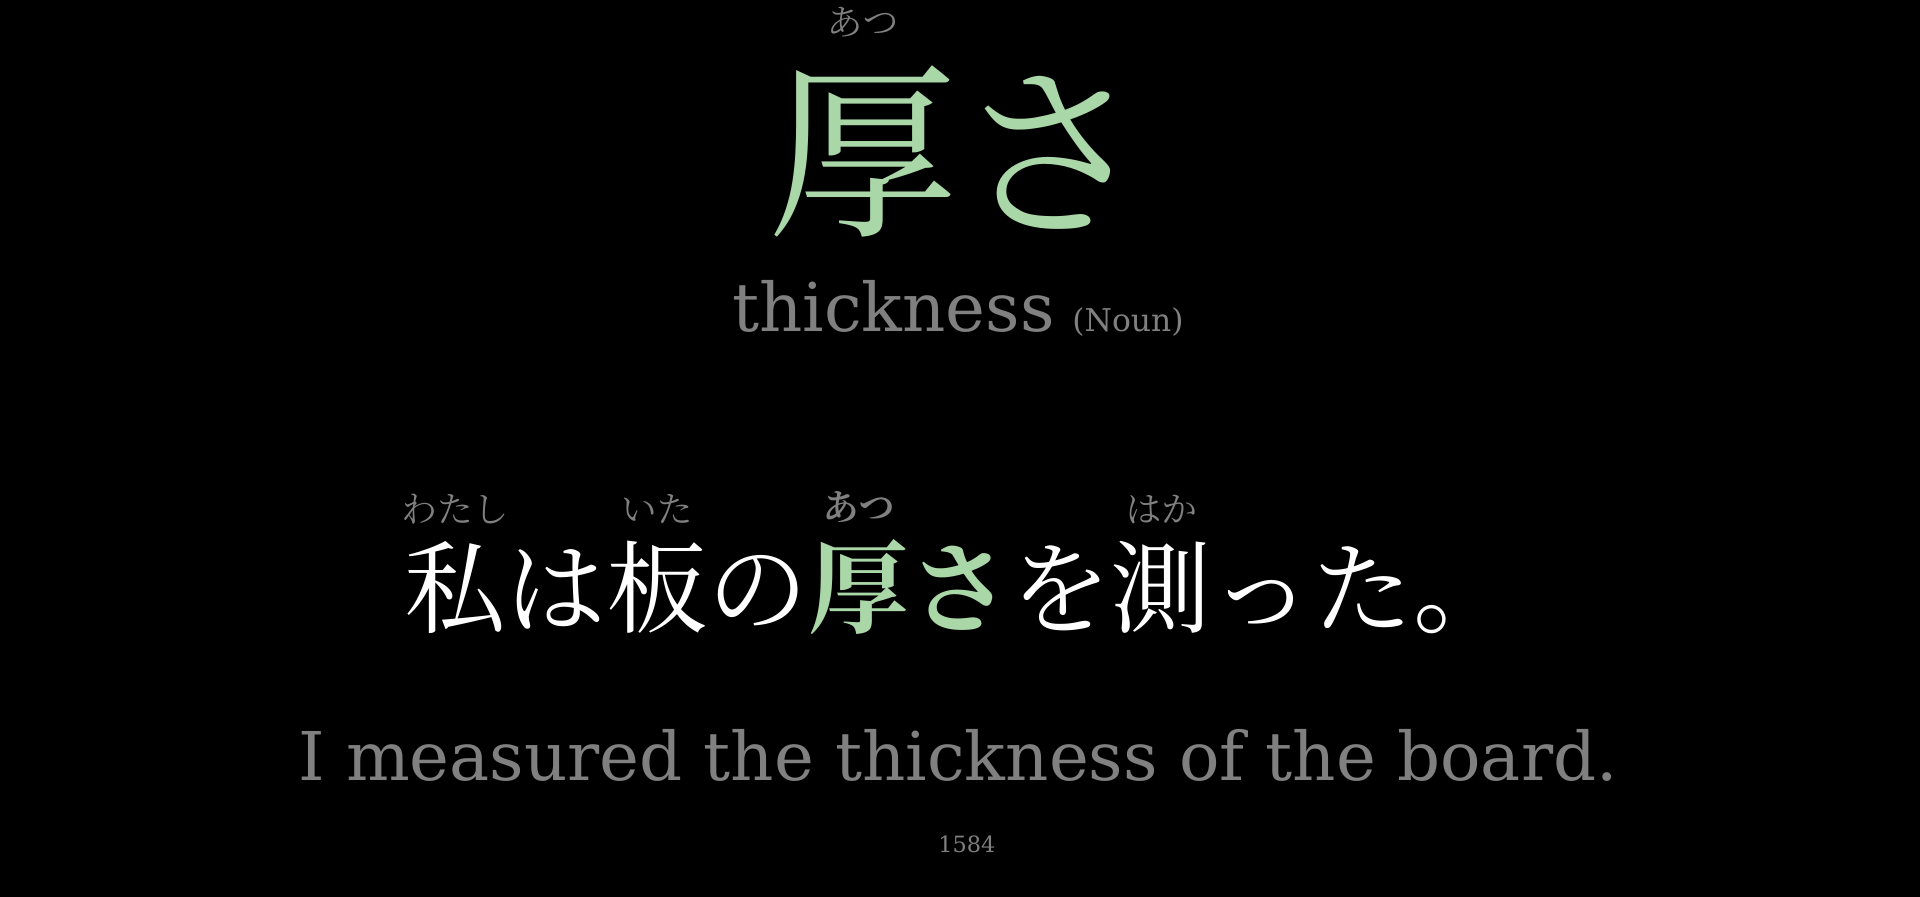 あつ
厚さ
thickness (Noun)
わたし いた あつ はか
私は板の厚さを測った。
I measured the thickness of the board.
1584